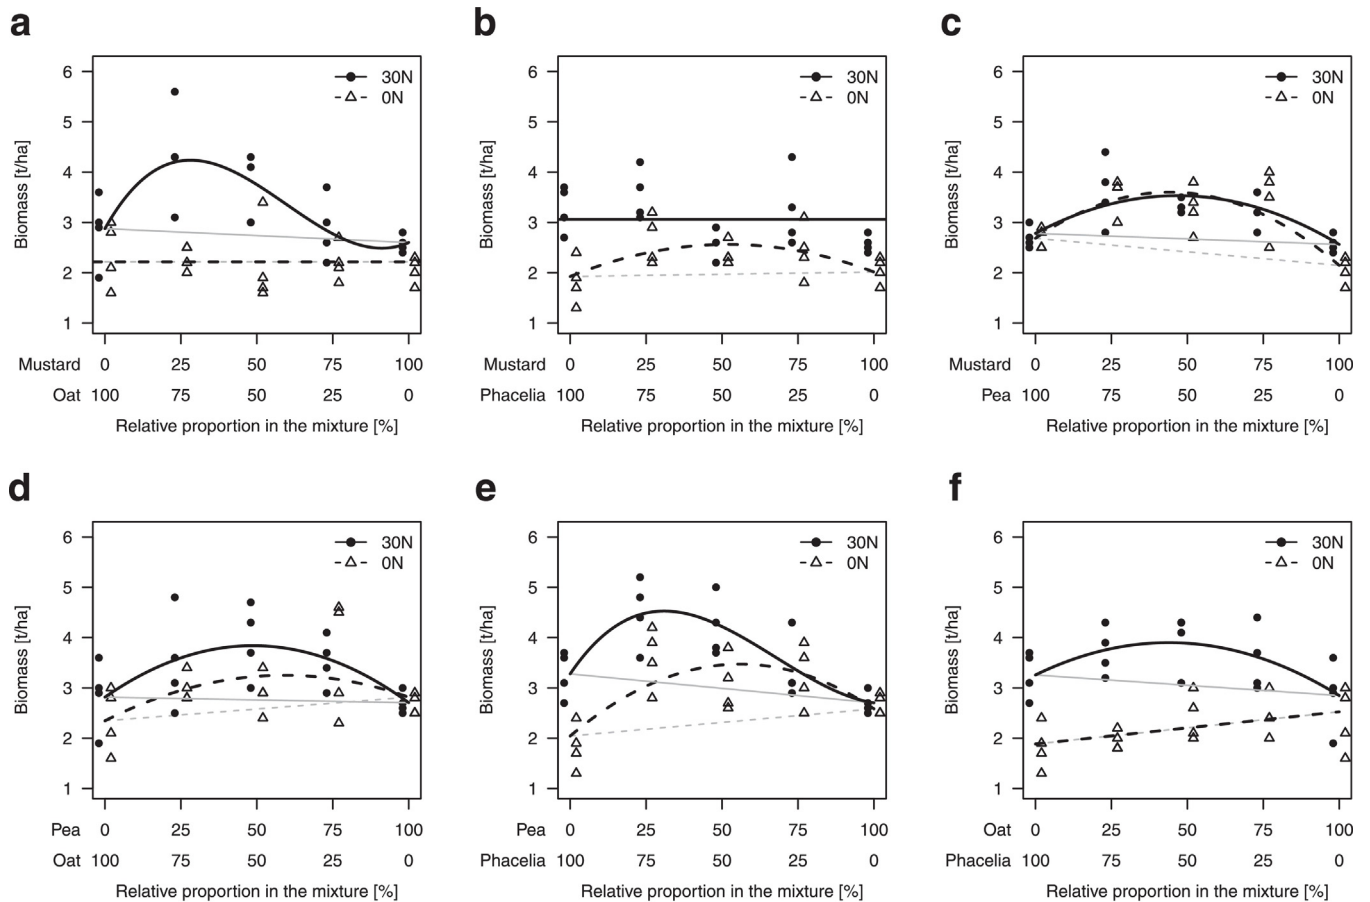 a
6
5
4
3
2
1
Biomass [t/ha]
30N
0N
Mustard 0 25 50 75 100
Oat 100 75 50 25 0
Relative proportion in the mixture [%]
b
6
5
4
3
2
1
Biomass [t/ha]
30N
0N
Mustard 0 25 50 75 100
Phacelia 100 75 50 25 0
Relative proportion in the mixture [%]
c
6
5
4
3
2
1
Biomass [t/ha]
30N
0N
Mustard 0 25 50 75 100
Pea 100 75 50 25 0
Relative proportion in the mixture [%]
d
6
5
4
3
2
1
Biomass [t/ha]
30N
0N
Pea 0 25 50 75 100
Oat 100 75 50 25 0
Relative proportion in the mixture [%]
e
6
5
4
3
2
1
Biomass [t/ha]
30N
0N
Pea 0 25 50 75 100
Phacelia 100 75 50 25 0
Relative proportion in the mixture [%]
f
6
5
4
3
2
1
Biomass [t/ha]
30N
0N
Oat 0 25 50 75 100
Phacelia 100 75 50 25 0
Relative proportion in the mixture [%]